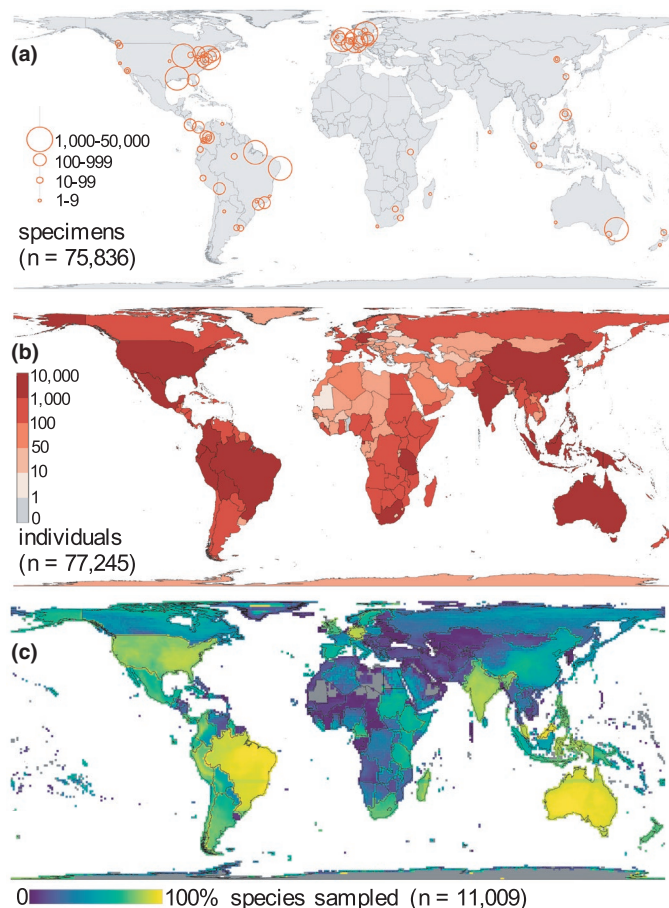 (a)
1,000-50,000
100-999
10-99
1-9
specimens
(n = 75,836)
(b)
10,000
1,000
100
50
10
1
0
individuals
(n = 77,245)
(c)
0 100% species sampled (n = 11,009)